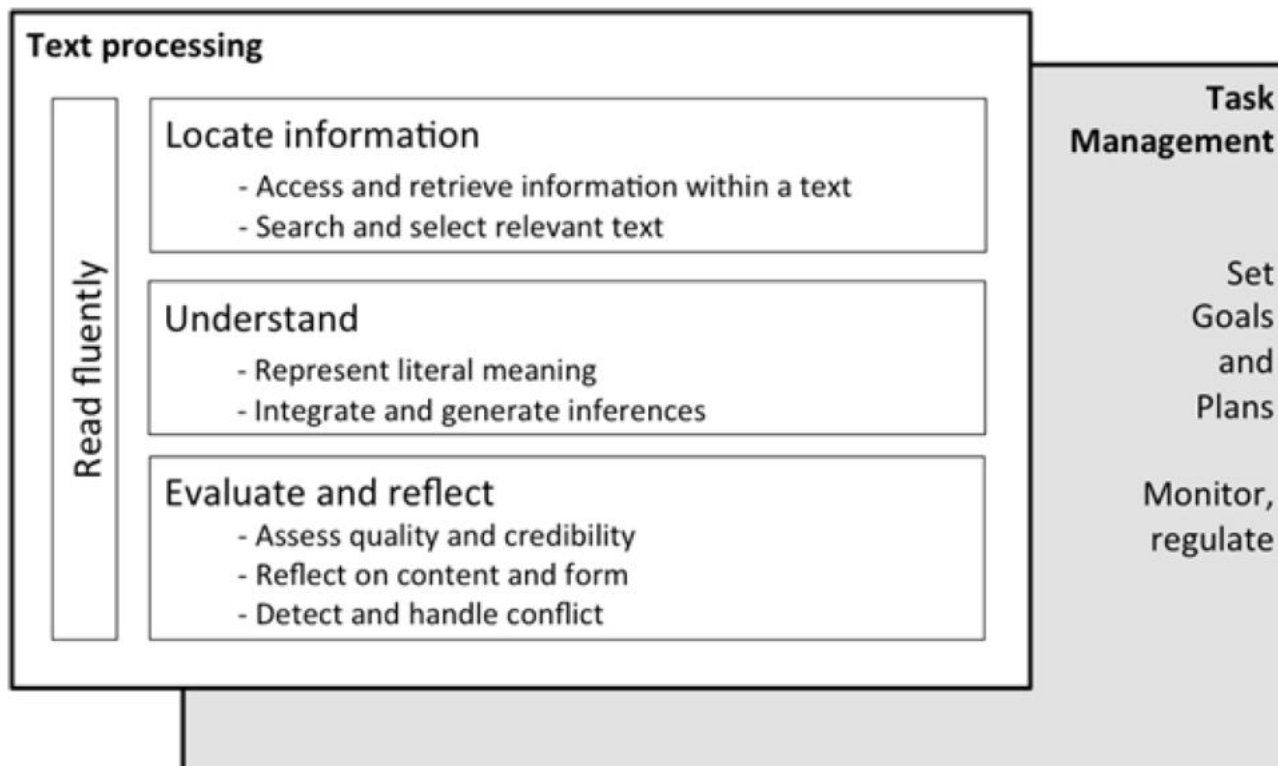 Text processing
Read fluently
Locate information
- Access and retrieve information within a text
- Search and select relevant text
Understand
- Represent literal meaning
- Integrate and generate inferences
Evaluate and reflect
- Assess quality and credibility
- Reflect on content and form
- Detect and handle conflict
Task
Management
Set
Goals
and
Plans
Monitor,
regulate